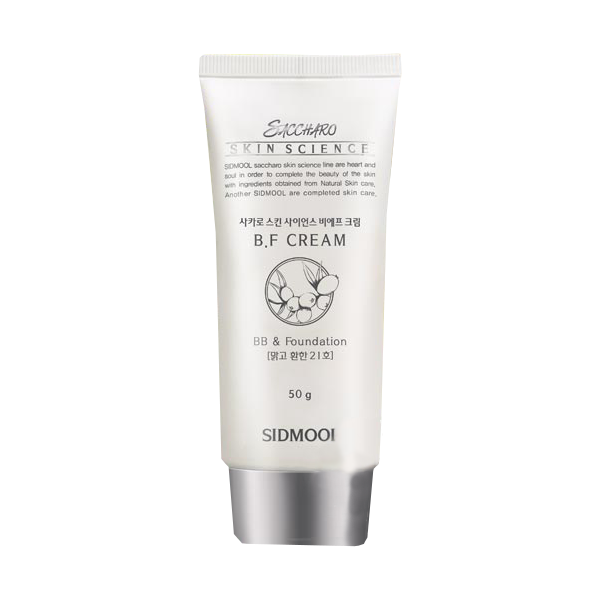 SACCHARO
SKIN SCIENCE
SIDMOOL saccharo skin science line are heart and
soul in order to complete the beauty of the skin
with ingredients obtained from Natural Skin care.
Another SIDMOOL are completed skin care.
사카로 스킨 사이언스 비에프 크림
B.F CREAM
BB & Foundation
[맑고 환한 21호]
50 g
SIDMOOL